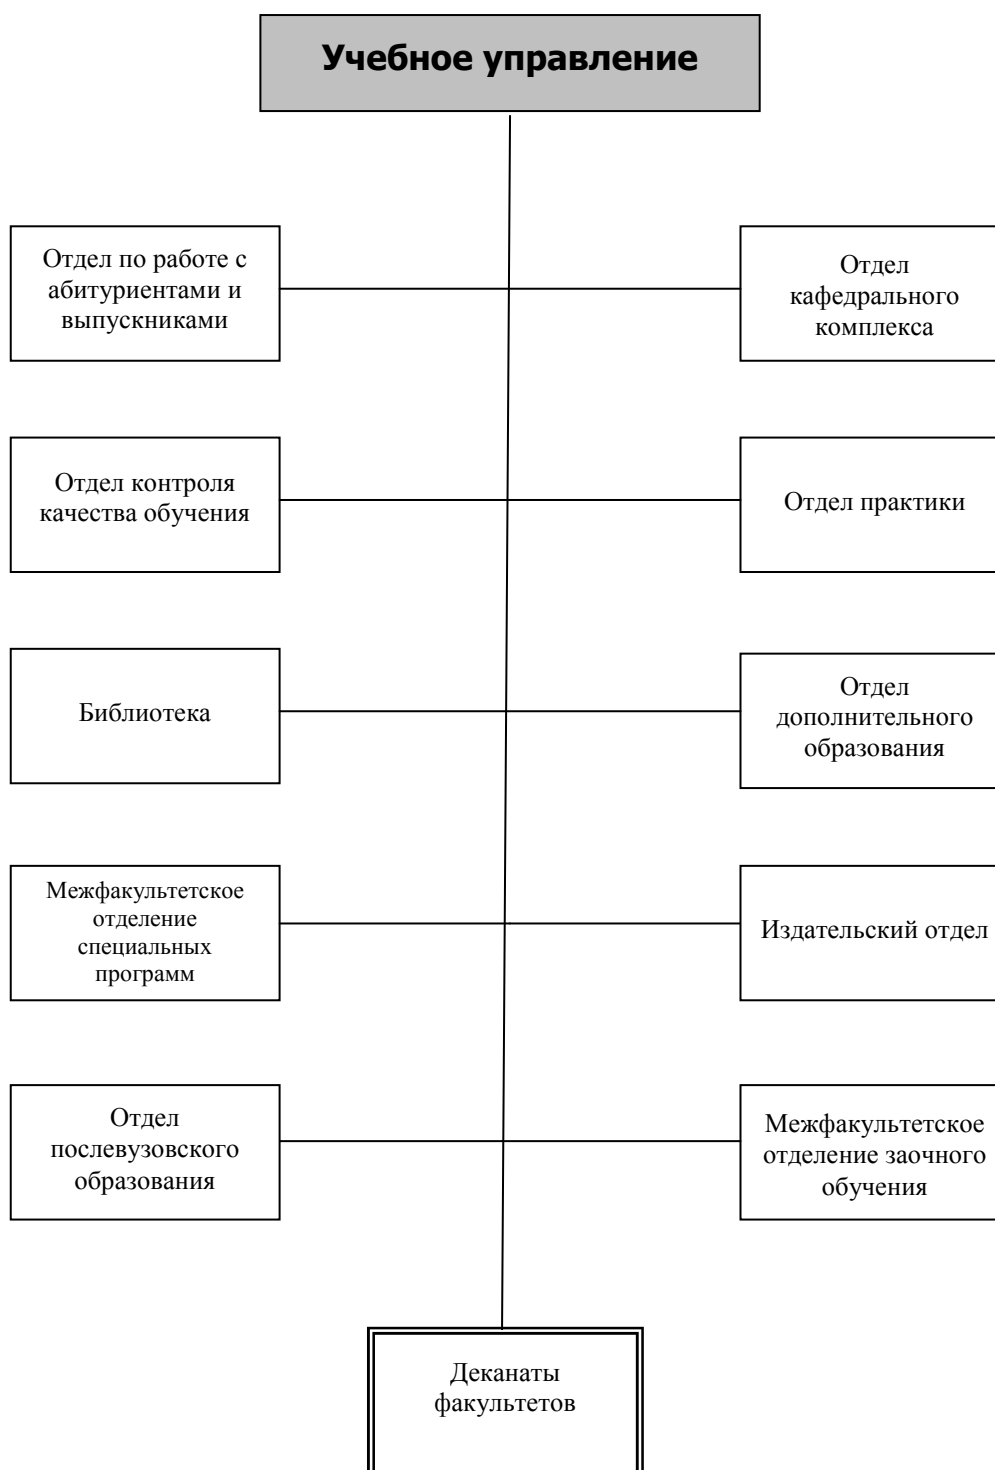 Учебное управление
Отдел по работе с
абитуриентами и
выпускниками
Отдел
кафедрального
комплекса
Отдел контроля
качества обучения
Отдел практики
Библиотека
Отдел
дополнительного
образования
Межфакультетское
отделение
специальных
программ
Издательский отдел
Отдел
послевузовского
образования
Межфакультетское
отделение заочного
обучения
Деканаты
факультетов